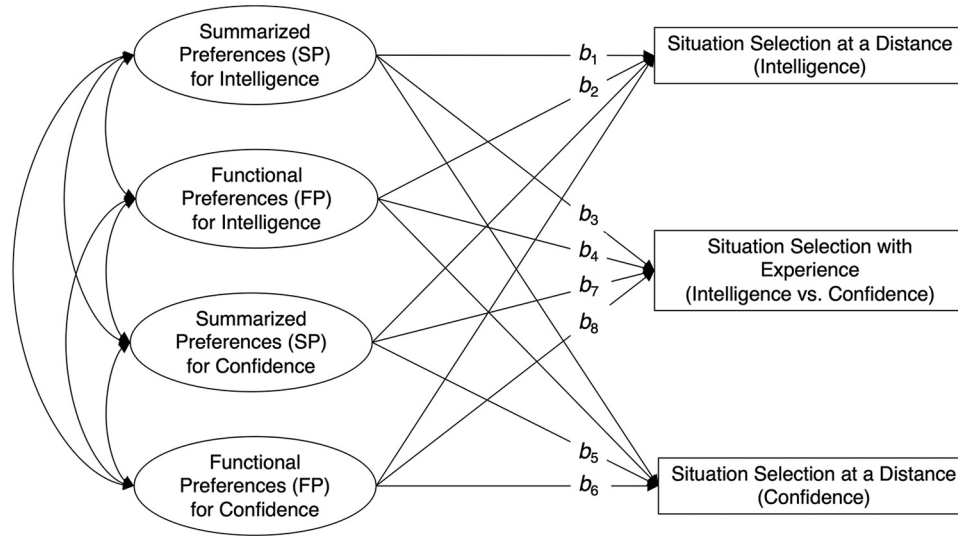 Summarized
Preferences (SP)
for Intelligence
Functional
Preferences (FP)
for Intelligence
Summarized
Preferences (SP)
for Confidence
Functional
Preferences (FP)
for Confidence
b1
b2
b3
b4
b7
b8
b5
b6
Situation Selection at a Distance
(Intelligence)
Situation Selection with
Experience
(Intelligence vs. Confidence)
Situation Selection at a Distance
(Confidence)